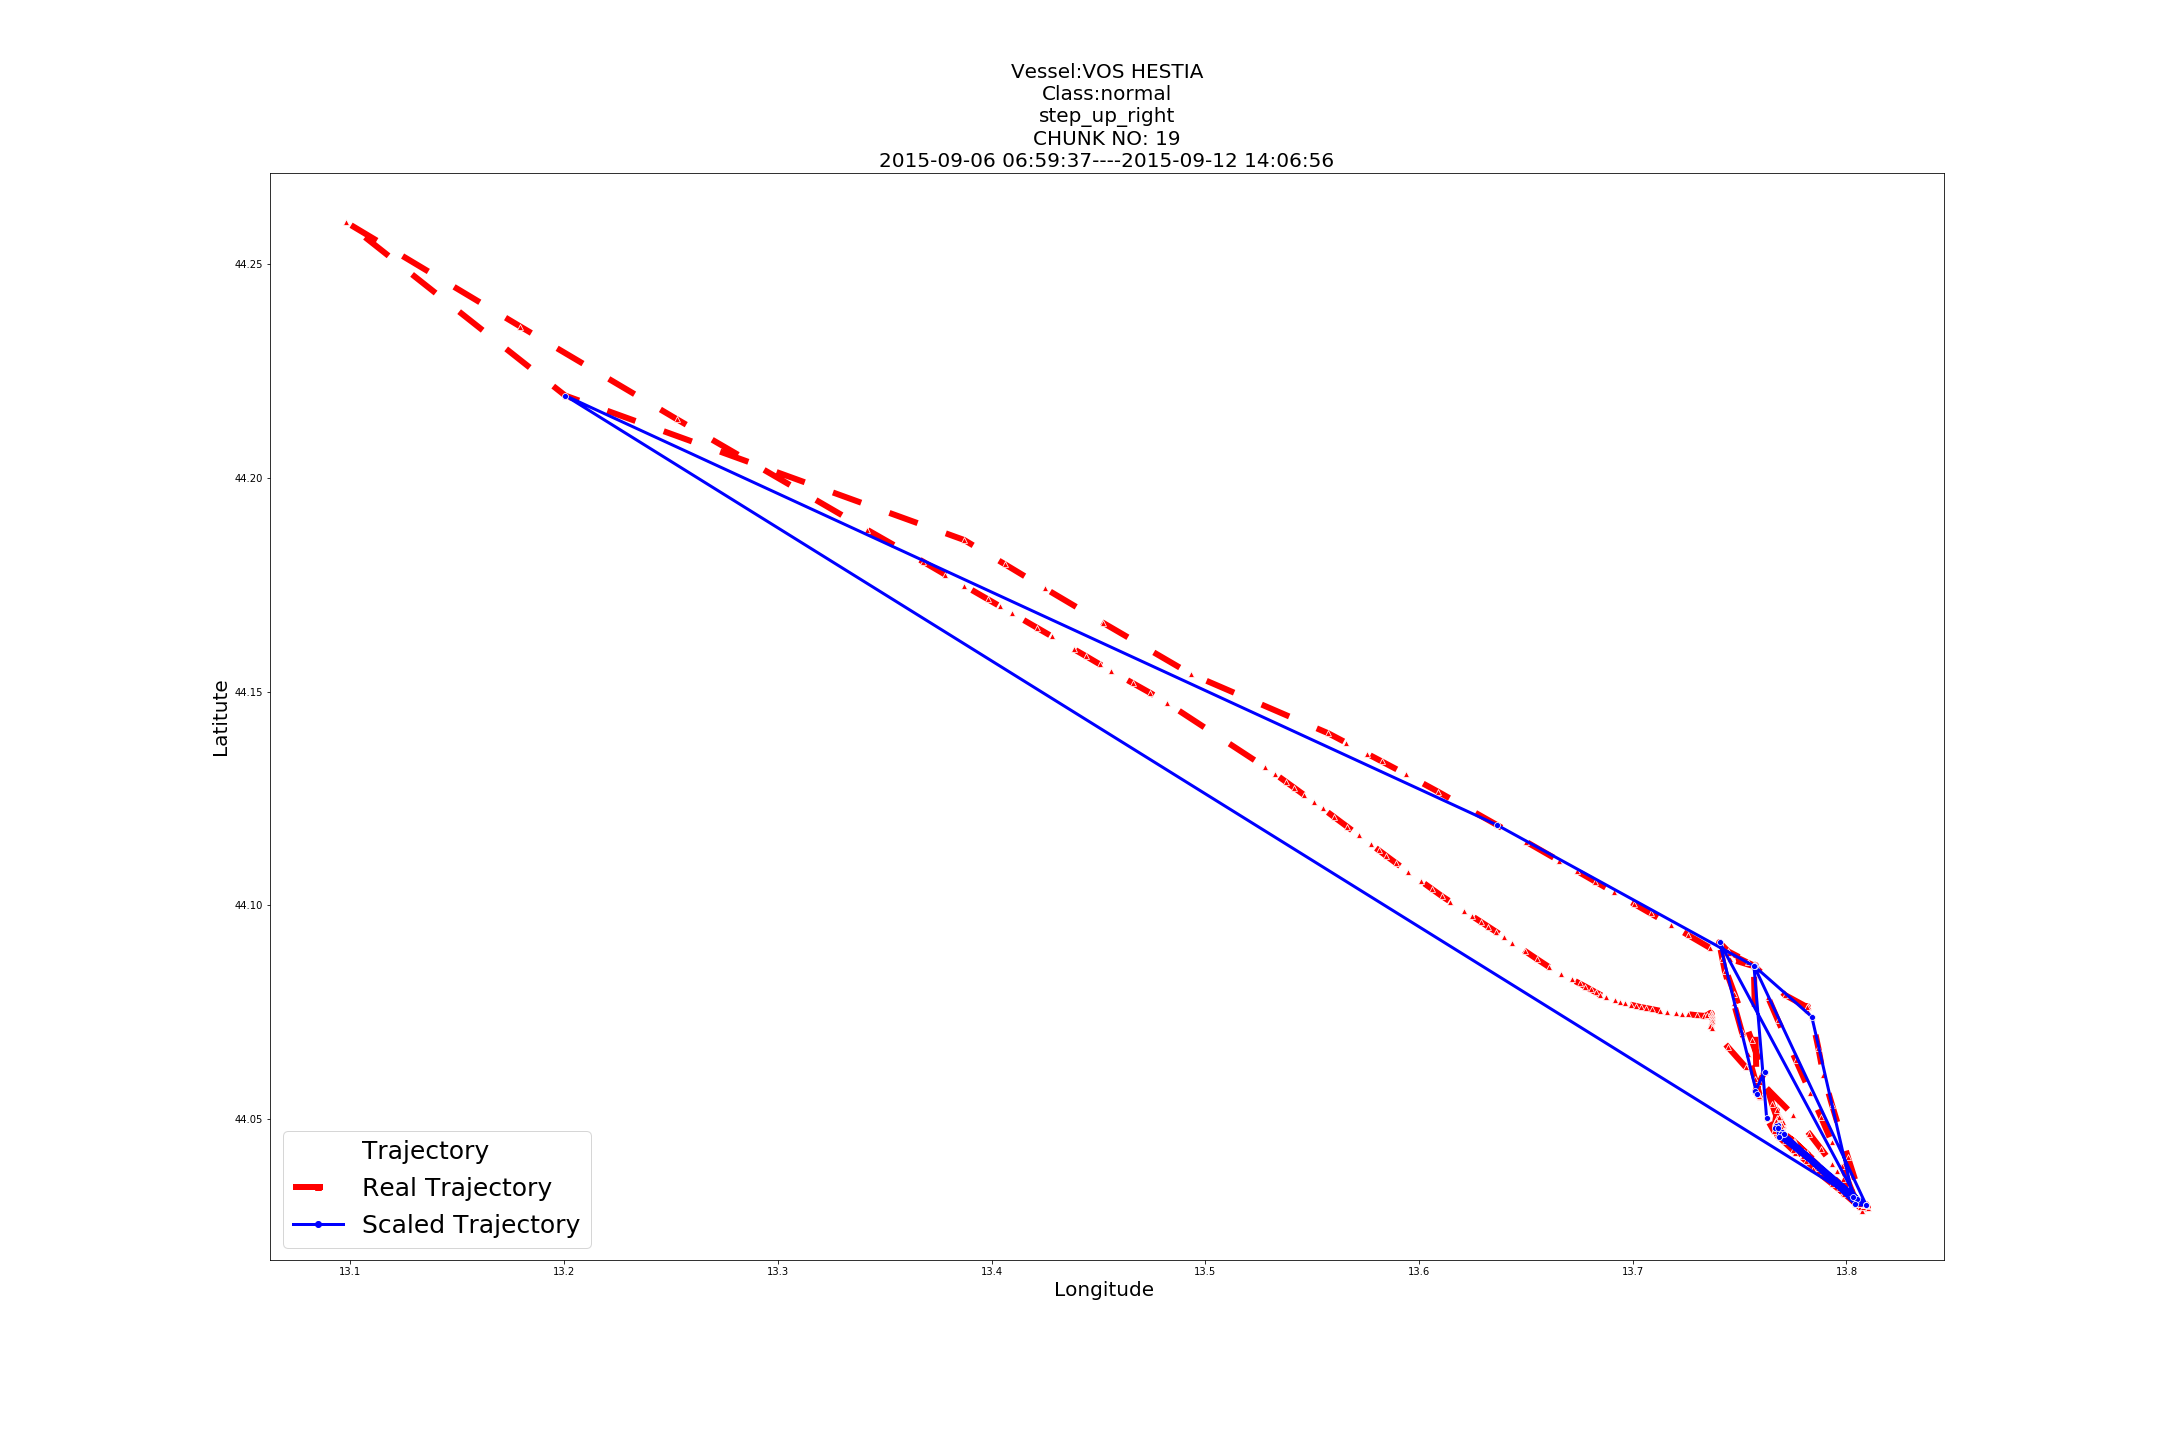 Vessel:VOS HESTIA
Class:normal
step_up_right
CHUNK NO: 19
2015-09-06 06:59:37----2015-09-12 14:06:56
44.25
44.20
44.15
44.10
44.05
Latitute
Trajectory
Real Trajectory
Scaled Trajectory
13.1 13.2 13.3 13.4 13.5 13.6 13.7 13.8
Longitude